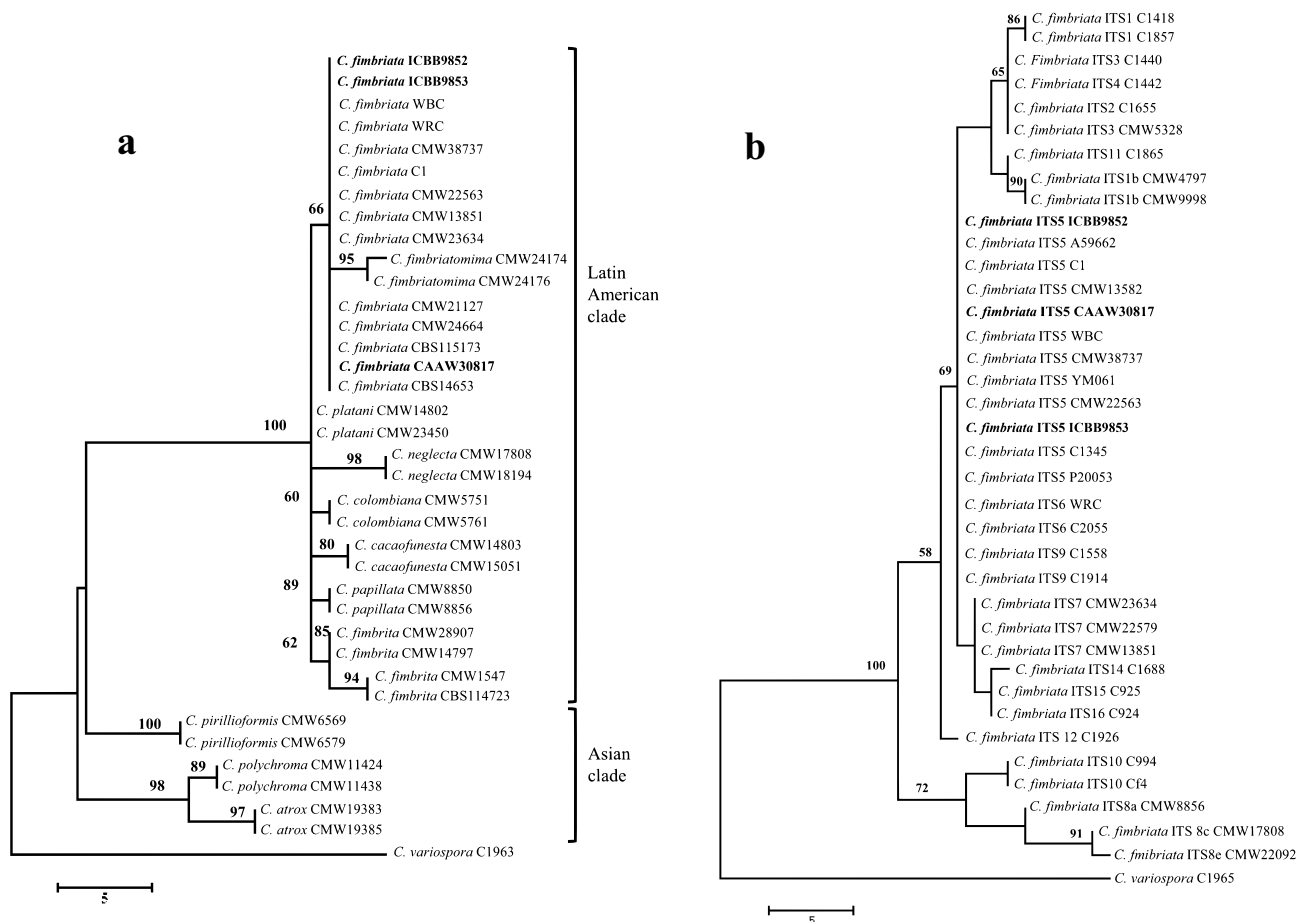 a
C. fimbriata ICBB9852
C. fimbriata ICBB9853
C. fimbriata WBC
C. fimbriata WRC
C. fimbriata CMW38737
C. fimbriata C1
C. fimbriata CMW22563
C. fimbriata CMW13851
C. fimbriata CMW23634
66
95
C. fimbriatomima CMW24174
C. fimbriatomima CMW24176
C. fimbriata CMW21127
C. fimbriata CMW24664
C. fimbriata CBS115173
C. fimbriata CAAW30817
C. fimbriata CBS14653
C. platani CMW14802
C. platani CMW23450
100
98
C. neglecta CMW17808
C. neglecta CMW18194
60
C. colombiana CMW5751
C. colombiana CMW5761
80
C. cacaofunesta CMW14803
C. cacaofunesta CMW15051
89
C. papillata CMW8850
C. papillata CMW8856
62
85
C. fimbrita CMW28907
C. fimbrita CMW14797
94
C. fimbrita CMW1547
C. fimbrita CBS114723
Latin
American
clade
100
C. pirillioformis CMW6569
C. pirillioformis CMW6579
98
89
C. polychroma CMW11424
C. polychroma CMW11438
97
C. atrox CMW19383
C. atrox CMW19385
Asian
clade
C. variospora C1963
5
b
86
C. fimbriata ITS1 C1418
C. fimbriata ITS1 C1857
65
C. Fimbriata ITS3 C1440
C. Fimbriata ITS4 C1442
C. fimbriata ITS2 C1655
C. fimbriata ITS3 CMW5328
C. fimbriata ITS11 C1865
90
C. fimbriata ITS1b CMW4797
C. fimbriata ITS1b CMW9998
C. fimbriata ITS5 ICBB9852
C. fimbriata ITS5 A59662
C. fimbriata ITS5 C1
C. fimbriata ITS5 CMW13582
C. fimbriata ITS5 CAAW30817
C. fimbriata ITS5 WBC
C. fimbriata ITS5 CMW38737
69
C. fimbriata ITS5 YM061
C. fimbriata ITS5 CMW22563
C. fimbriata ITS5 ICBB9853
C. fimbriata ITS5 C1345
C. fimbriata ITS5 P20053
C. fimbriata ITS6 WRC
C. fimbriata ITS6 C2055
58
C. fimbriata ITS9 C1558
C. fimbriata ITS9 C1914
C. fimbriata ITS7 CMW23634
C. fimbriata ITS7 CMW22579
C. fimbriata ITS7 CMW13851
100
C. fimbriata ITS14 C1688
C. fimbriata ITS15 C925
C. fimbriata ITS16 C924
C. fimbriata ITS 12 C1926
72
C. fimbriata ITS10 C994
C. fimbriata ITS10 Cf4
C. fimbriata ITS8a CMW8856
91
C. fimbriata ITS 8c CMW17808
C. fmibriata ITS8e CMW22092
C. variospora C1965
5